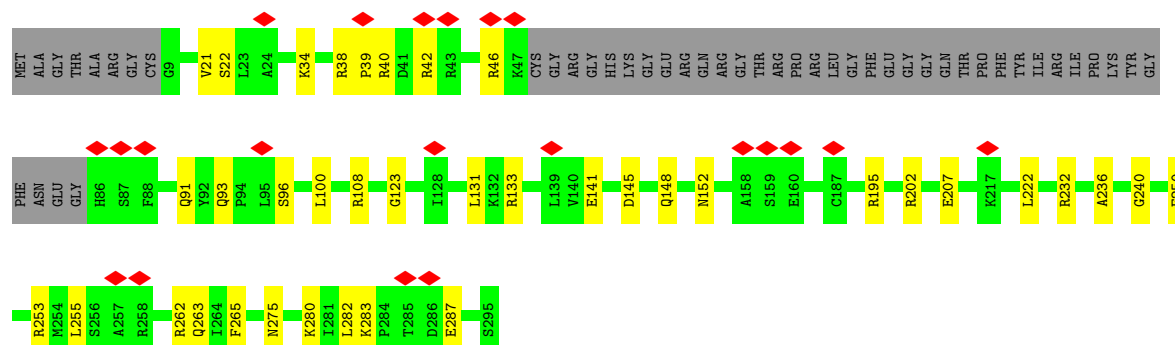 MET ALA GLY THR ALA ARG GLY CYS G9 V21 S22 L23 A24 K34 R38 P39 R40 D41 R42 R43 R46 K47 CYS GLY ARG GLY HIS LYS GLY GLU ARG GLN ARG GLY THR ARG PRO ARG LEU GLY PHE GLU GLY GLY GLN THR PRO PHE TYR ILE ARG ILE PRO LYS TYR GLY
PHE ASN GLU GLY H86 S87 F88 Q91 Y92 Q93 P94 L95 S96 L100 R108 G123 I128 L131 K132 R133 L139 V140 E141 D145 Q148 N152 A158 S159 E160 C187 R195 R202 E207 K217 L222 R232 A236 G240
R253 M254 L255 S256 A257 R258 R262 Q263 I264 F265 N275 K280 I281 L282 K283 P284 T285 D286 E287 S295